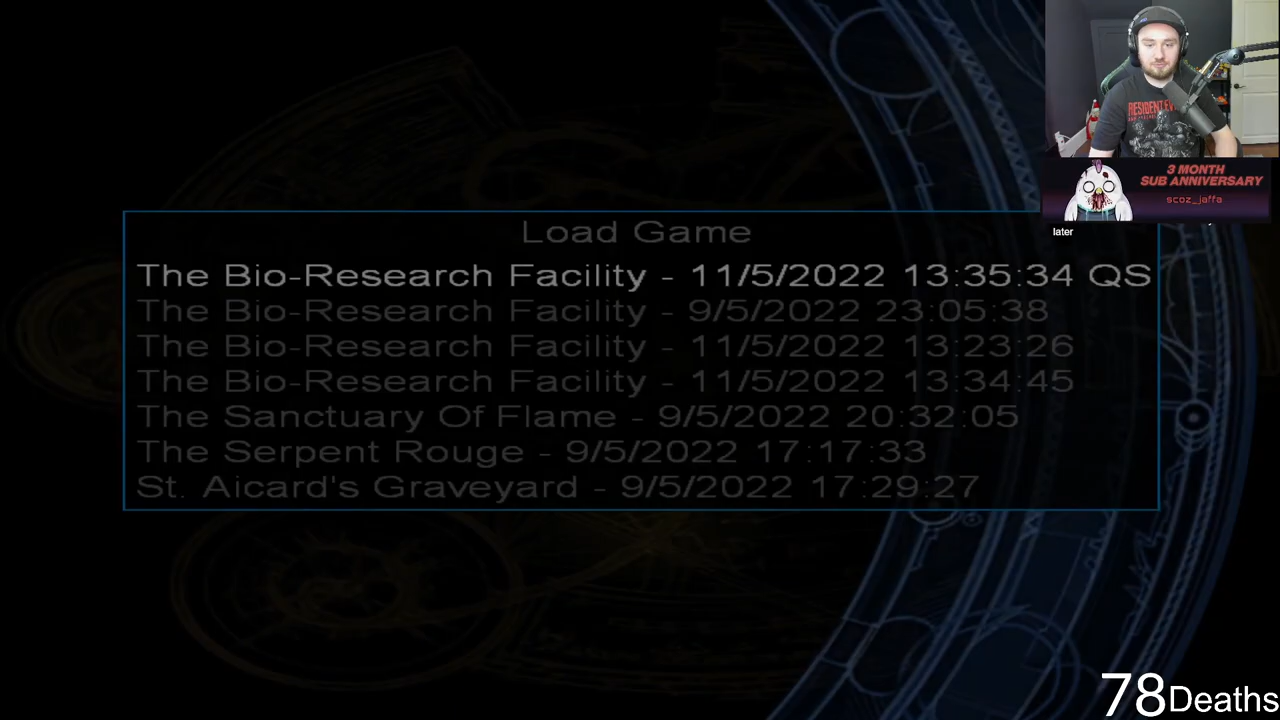 3 MONTH
SUB ANNIVERSARY
scoz_jaffa
later
Load Game
The Bio-Research Facility - 11/5/2022 13:35:34 QS
The Bio-Research Facility - 9/5/2022 23:05:38
The Bio-Research Facility - 11/5/2022 13:23:26
The Bio-Research Facility - 11/5/2022 13:34:45
The Sanctuary Of Flame - 9/5/2022 20:32:05
The Serpent Rouge - 9/5/2022 17:17:33
St. Aicard's Graveyard - 9/5/2022 17:29:27
78 Deaths